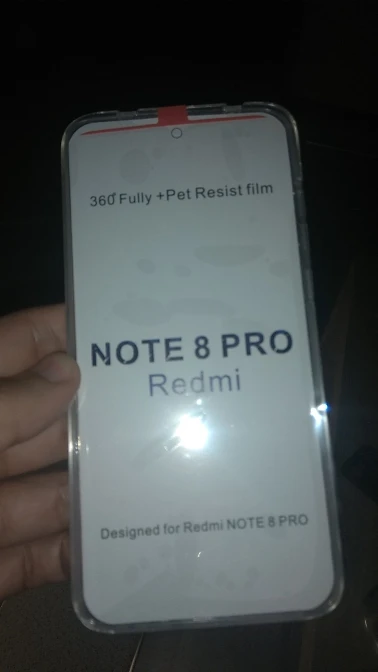 360° Fully +Pet Resist film
NOTE 8 PRO
Redmi
Designed for Redmi NOTE 8 PRO